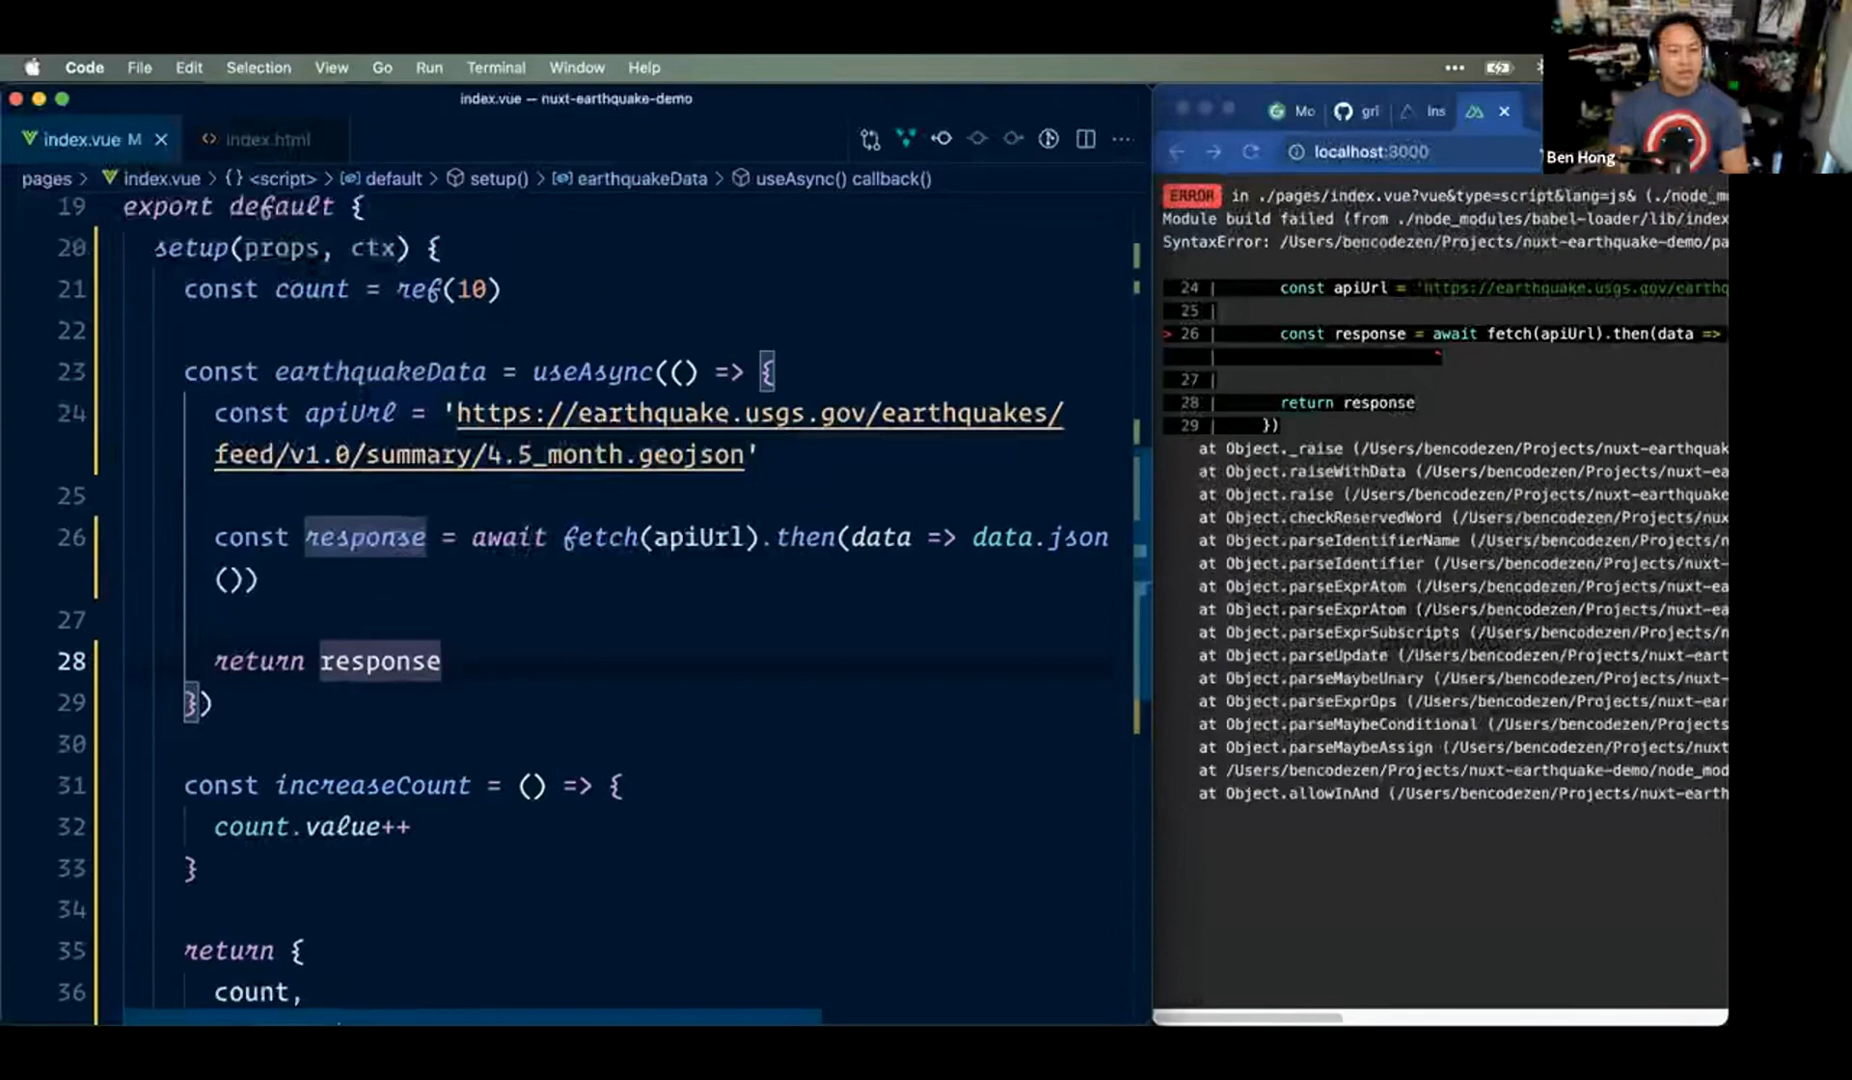 Code File Edit Selection View Go Run Terminal Window Help
index.vue — nuxt-earthquake-demo
index.vue M
index.html
pages > index.vue > {} <script> > default > setup() > earthquakeData > useAsync() callback()
19 export default {
20 setup(props, ctx) {
21 const count = ref(10)
22
23 const earthquakeData = useAsync(() => {
24 const apiUrl = 'https://earthquake.usgs.gov/earthquakes/
feed/v1.0/summary/4.5_month.geojson'
25
26 const response = await fetch(apiUrl).then(data => data.json
())
27
28 return response
29 })
30
31 const increaseCount = () => {
32 count.value++
33 }
34
35 return {
36 count,
Mo gri Ins
localhost:3000
ERROR in ./pages/index.vue?vue&type=script&lang=js& (./node_m
Module build failed (from ./node_modules/babel-loader/lib/index
SyntaxError: /Users/bencodezen/Projects/nuxt-earthquake-demo/pa
24 | const apiUrl = 'https://earthquake.usgs.gov/earthq
25 |
> 26 | const response = await fetch(apiUrl).then(data =>
| ^
27 |
28 | return response
29 | })
at Object._raise (/Users/bencodezen/Projects/nuxt-earthquak
at Object.raiseWithData (/Users/bencodezen/Projects/nuxt-ea
at Object.raise (/Users/bencodezen/Projects/nuxt-earthquake
at Object.checkReservedWord (/Users/bencodezen/Projects/nux
at Object.parseIdentifierName (/Users/bencodezen/Projects/n
at Object.parseIdentifier (/Users/bencodezen/Projects/nuxt-
at Object.parseExprAtom (/Users/bencodezen/Projects/nuxt-ea
at Object.parseExprAtom (/Users/bencodezen/Projects/nuxt-ea
at Object.parseExprSubscripts (/Users/bencodezen/Projects/n
at Object.parseUpdate (/Users/bencodezen/Projects/nuxt-eart
at Object.parseMaybeUnary (/Users/bencodezen/Projects/nuxt-
at Object.parseExprOps (/Users/bencodezen/Projects/nuxt-ear
at Object.parseMaybeConditional (/Users/bencodezen/Projects
at Object.parseMaybeAssign (/Users/bencodezen/Projects/nuxt
at /Users/bencodezen/Projects/nuxt-earthquake-demo/node_mod
at Object.allowInAnd (/Users/bencodezen/Projects/nuxt-earth
Ben Hong